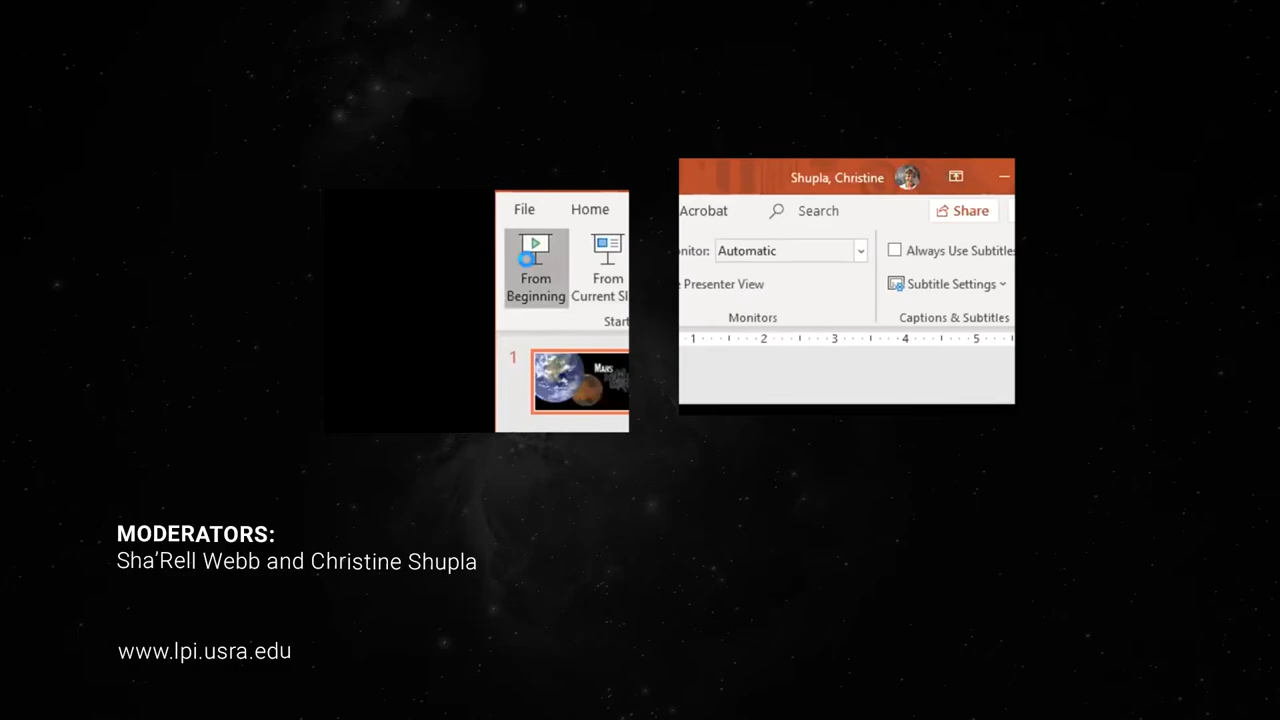 File Home
From Beginning
From Current Sl
Start
1
Mars
Shupla, Christine
Acrobat Search Share
nitor: Automatic Always Use Subtitles
e Presenter View Subtitle Settings
Monitors Captions & Subtitles
1 2 3 4 5
MODERATORS:
Sha'Rell Webb and Christine Shupla
www.lpi.usra.edu